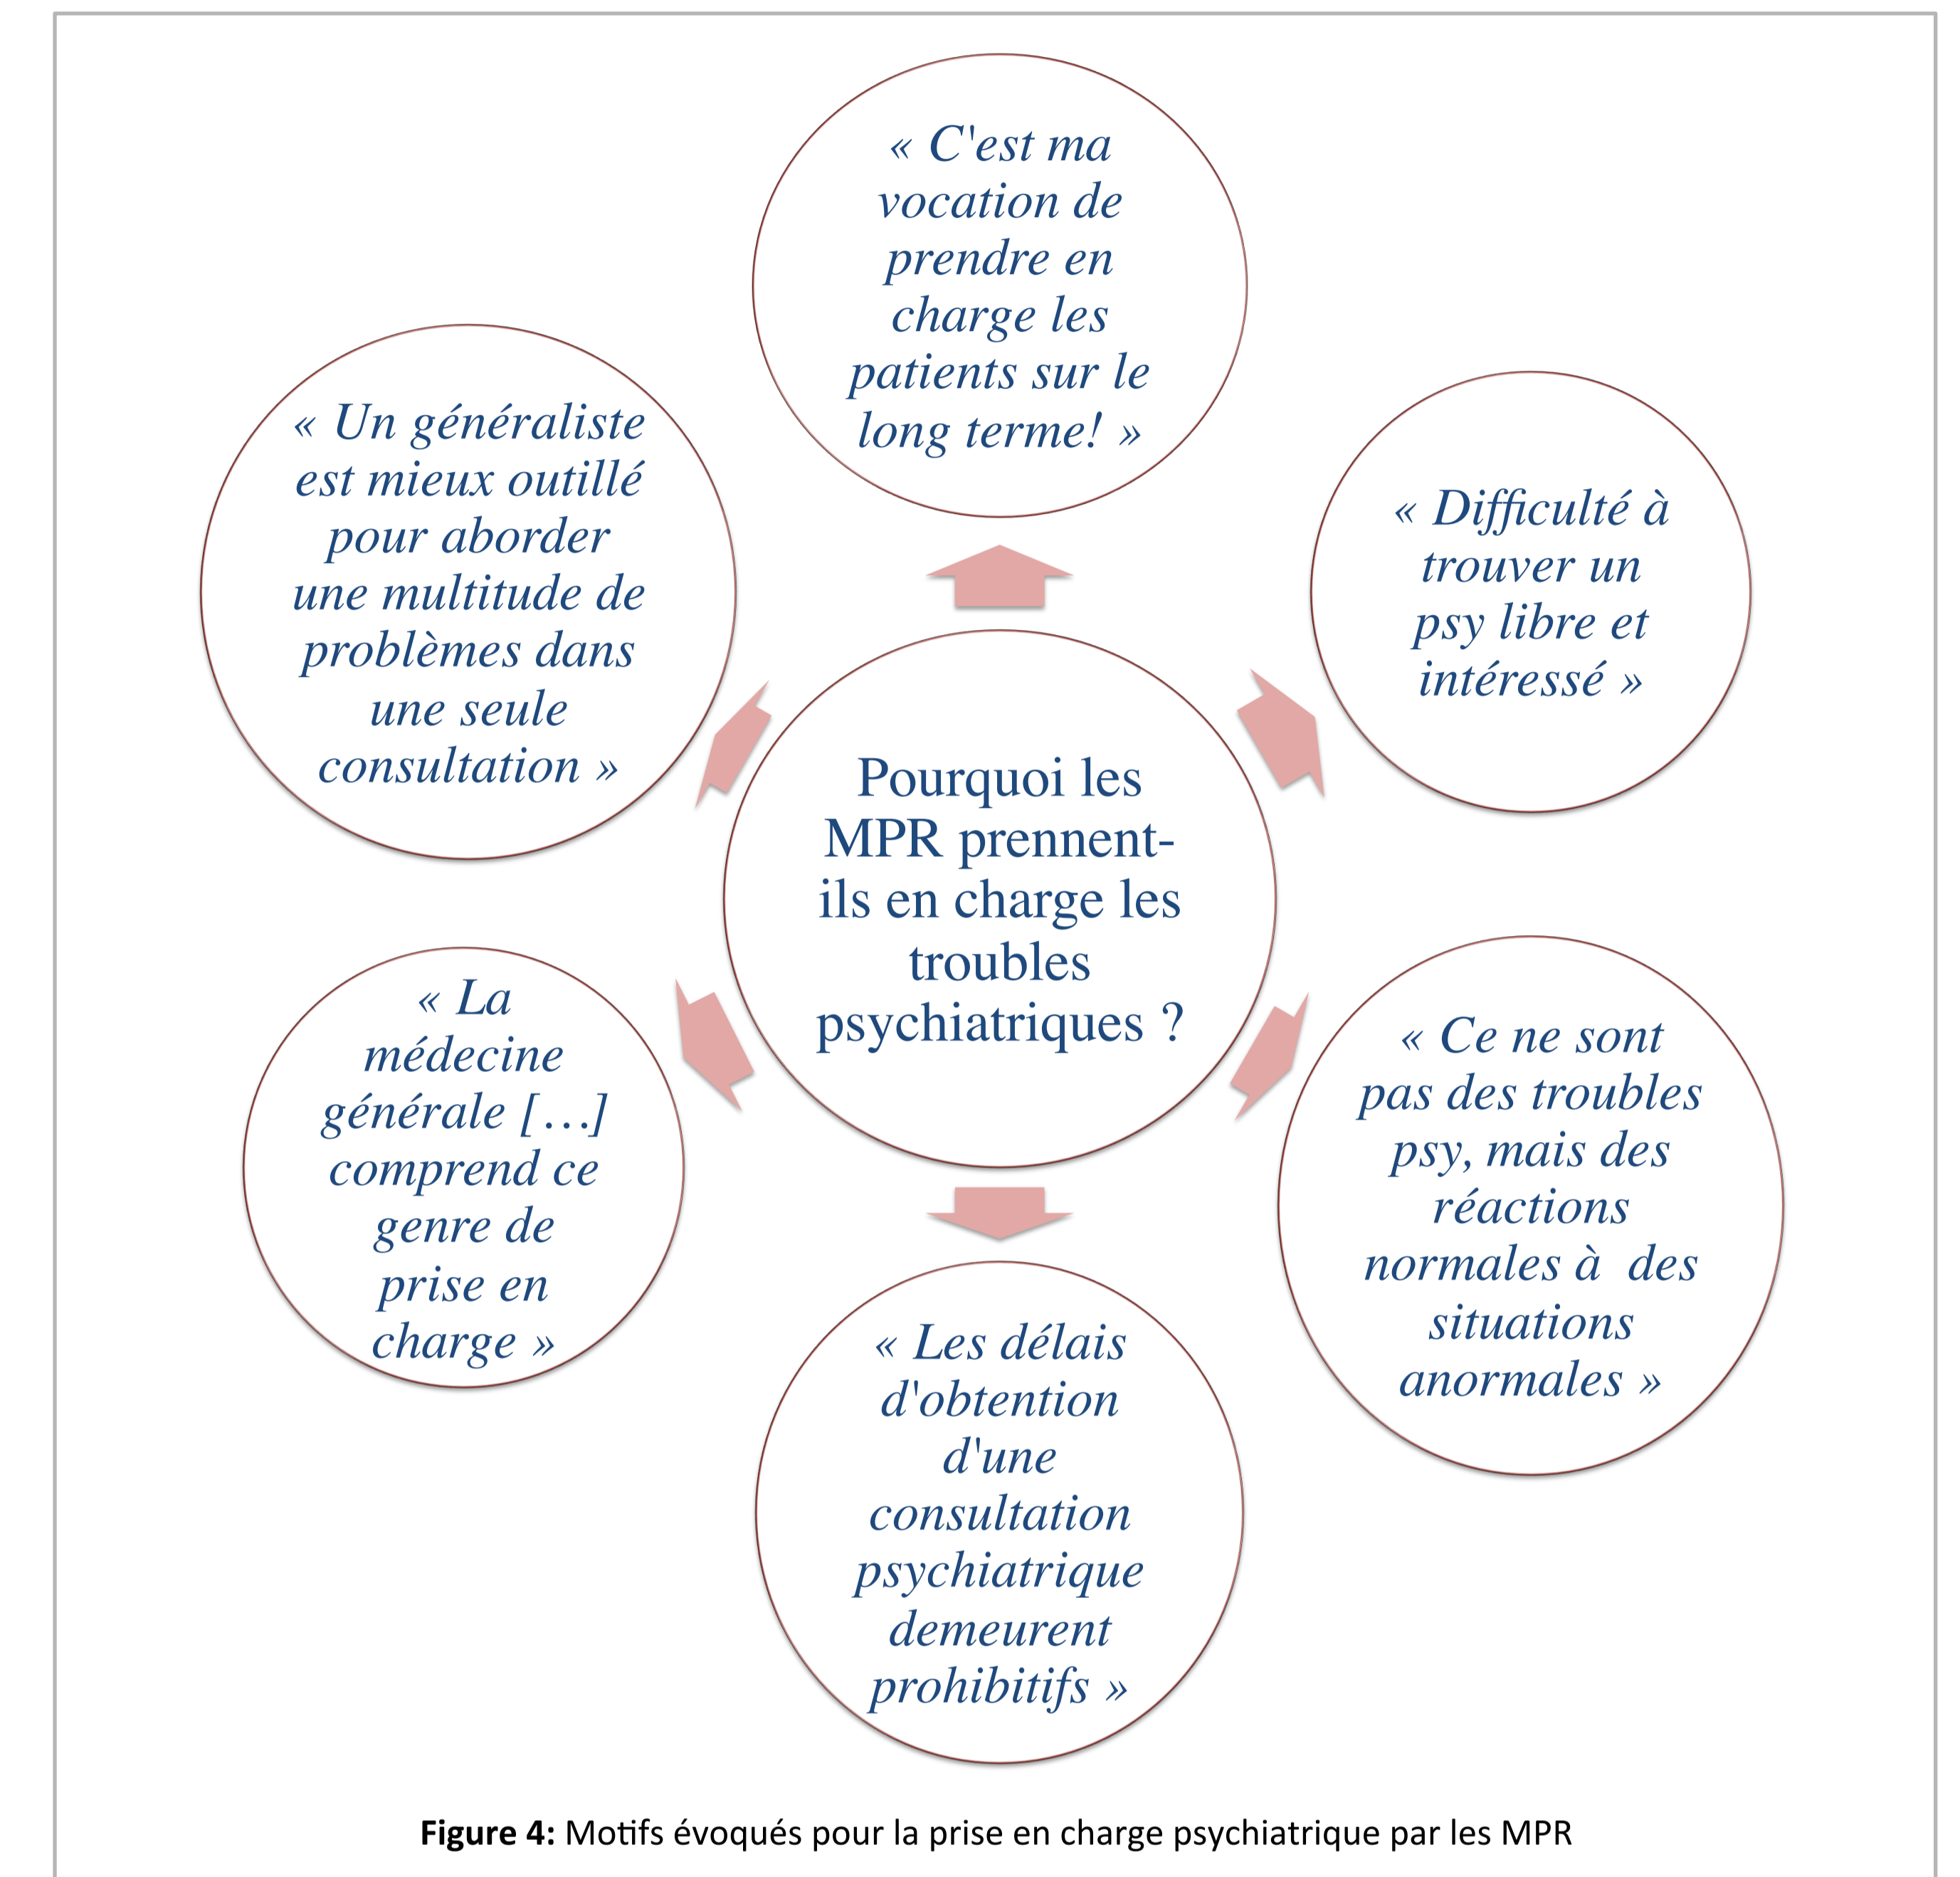 « C'est ma
vocation de
prendre en
charge les
patients sur le
long terme! »
« Difficulté à
trouver un
psy libre et
intéressé »
« Ce ne sont
pas des troubles
psy, mais des
réactions
normales à  des
situations
anormales »
« Les délais
d'obtention
d'une
consultation
psychiatrique
demeurent
prohibitifs »
« La
médecine
générale […]
comprend ce
genre de
prise en
charge »
« Un généraliste
est mieux outillé
pour aborder
une multitude de
problèmes dans
une seule
consultation »
Pourquoi les
MPR prennent-
ils en charge les
troubles
psychiatriques ?
Figure 4: Motifs évoqués pour la prise en charge psychiatrique par les MPR